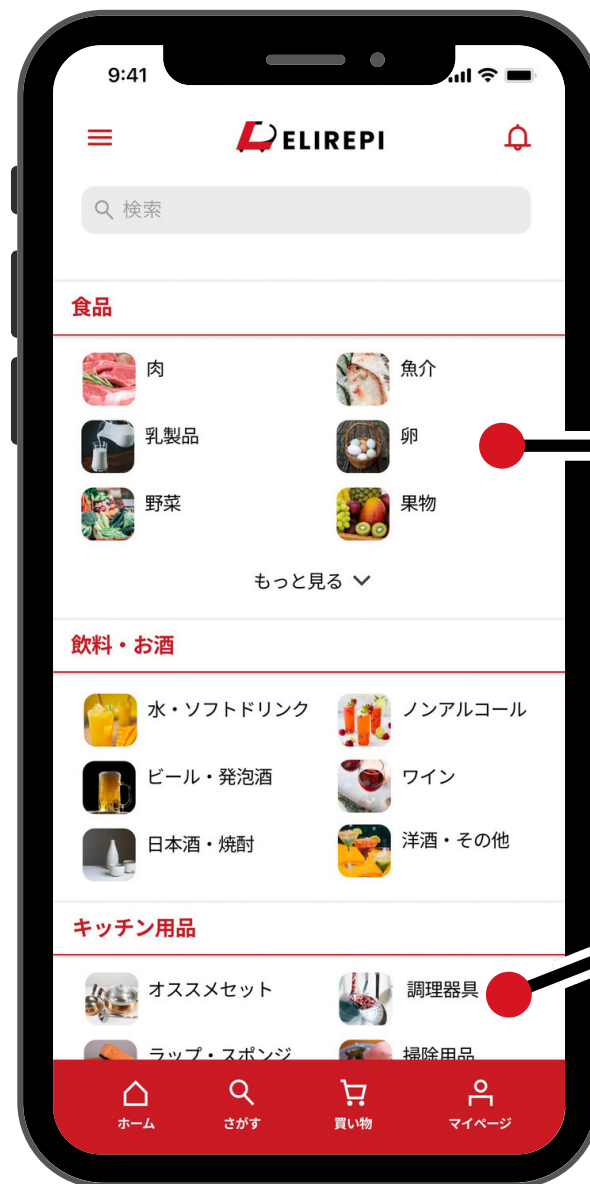 9:41
ELIREPI
検索
食品
肉
魚介
乳製品
卵
野菜
果物
もっと見る
飲料・お酒
水・ソフトドリンク
ノンアルコール
ビール・発泡酒
ワイン
日本酒・焼酎
洋酒・その他
キッチン用品
オススメセット
調理器具
ラップ・スポンジ
掃除用品
ホーム
さがす
買い物
マイページ